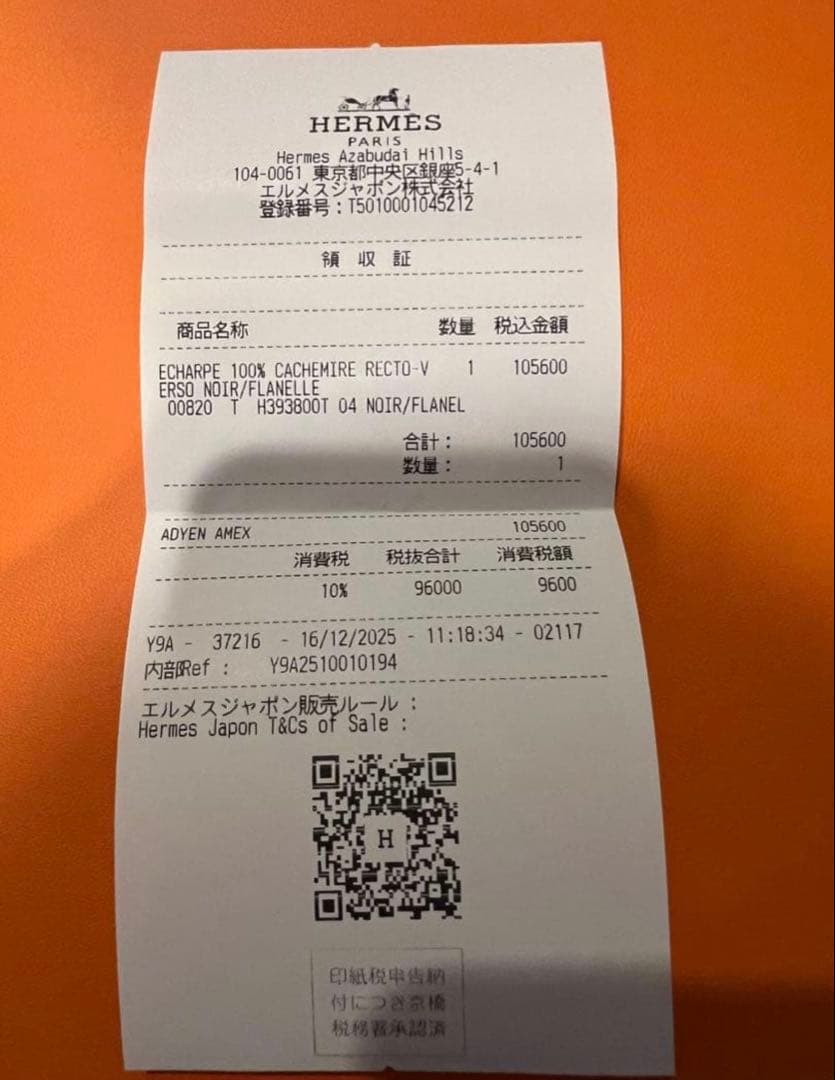 HERMES
PARIS
Hermes Azabudai Hills
104-0061 東京都中央区銀座5-4-1
エルメスジャポン株式会社
登録番号：T5010001045212
領 収 証
商品名称 数量 税込金額
ECHARPE 100% CACHEMIRE RECTO-V 1 105600
ERSO NOIR/FLANELLE
00820 T H393800T 04 NOIR/FLANEL
合計： 105600
数量： 1
ADYEN AMEX 105600
消費税 税抜合計 消費税額
10% 96000 9600
Y9A - 37216 - 16/12/2025 - 11:18:34 - 02117
内部Ref : Y9A2510010194
エルメスジャポン販売ルール :
Hermes Japon T&Cs of Sale :
H
印紙税申告納
付につき京橋
税務署承認済